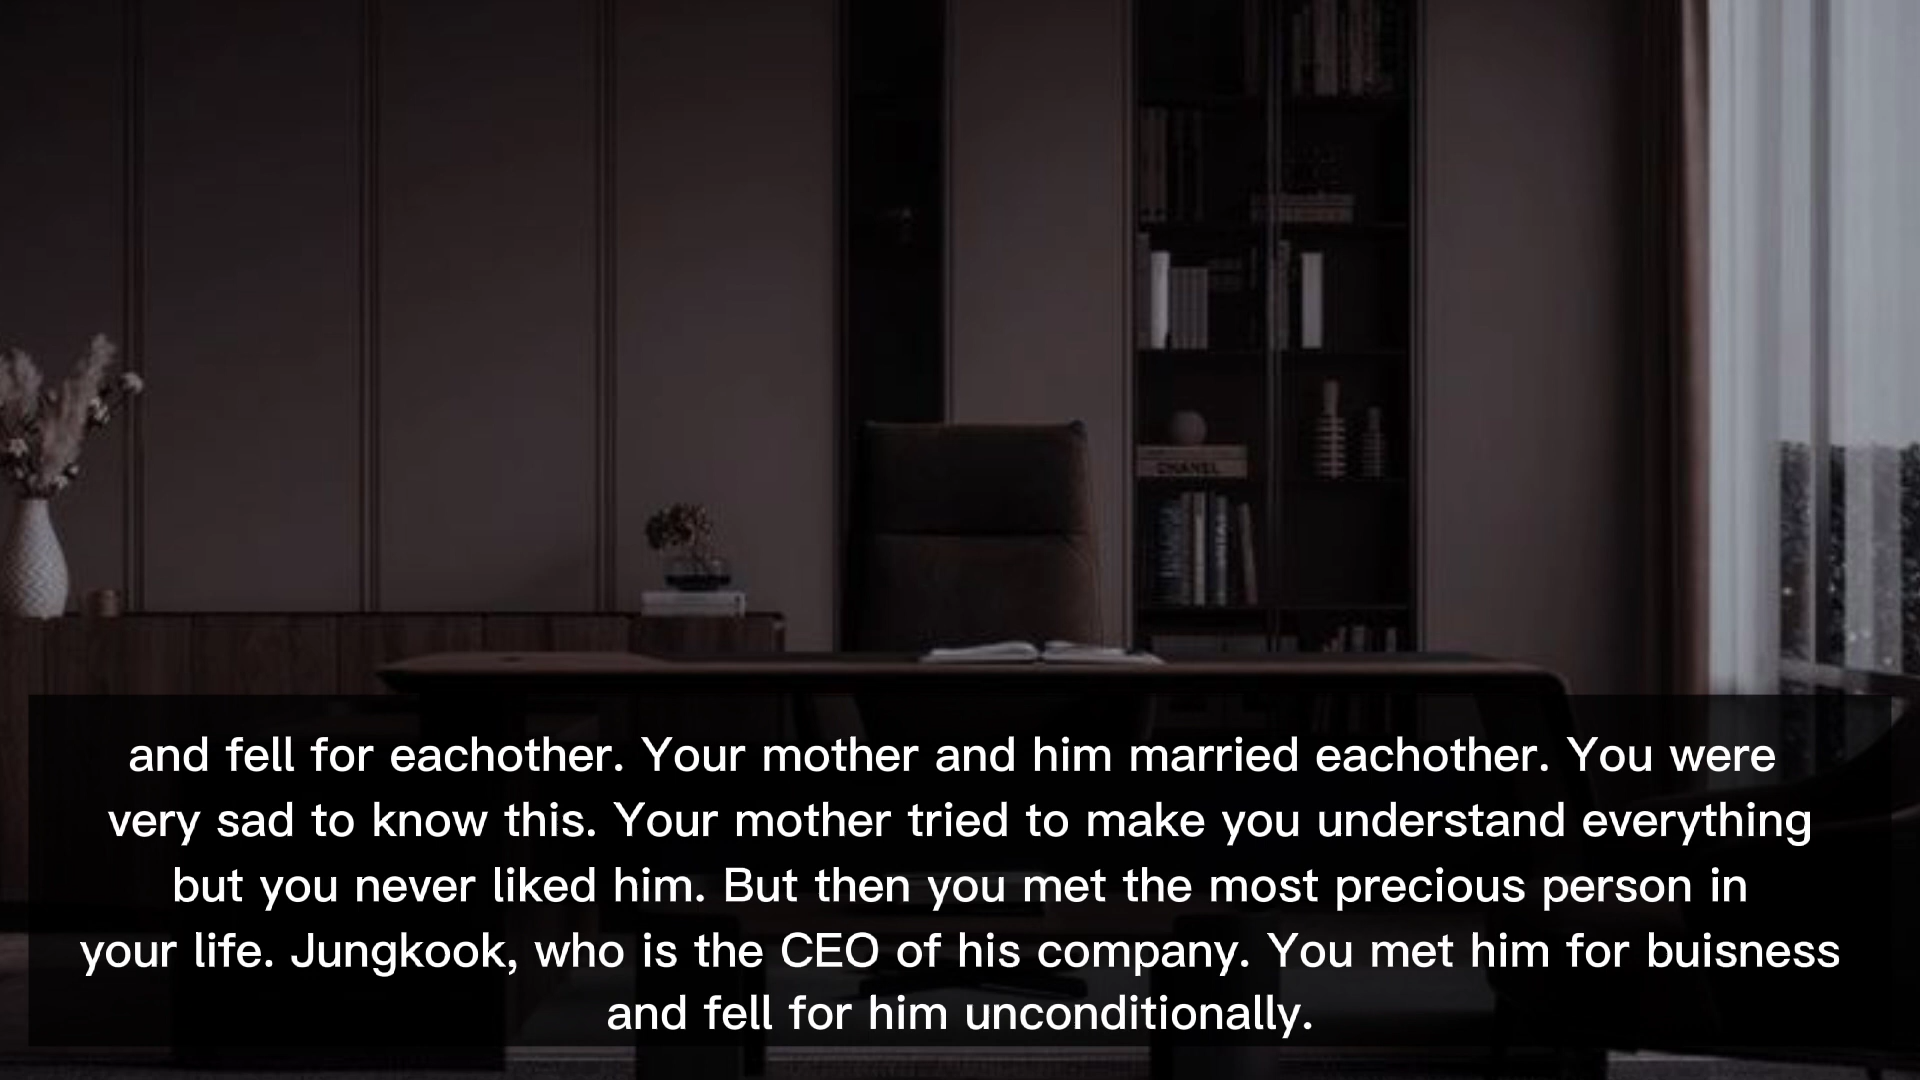 CHANEL
and fell for eachother. Your mother and him married eachother. You were
very sad to know this. Your mother tried to make you understand everything
but you never liked him. But then you met the most precious person in
your life. Jungkook, who is the CEO of his company. You met him for buisness
and fell for him unconditionally.